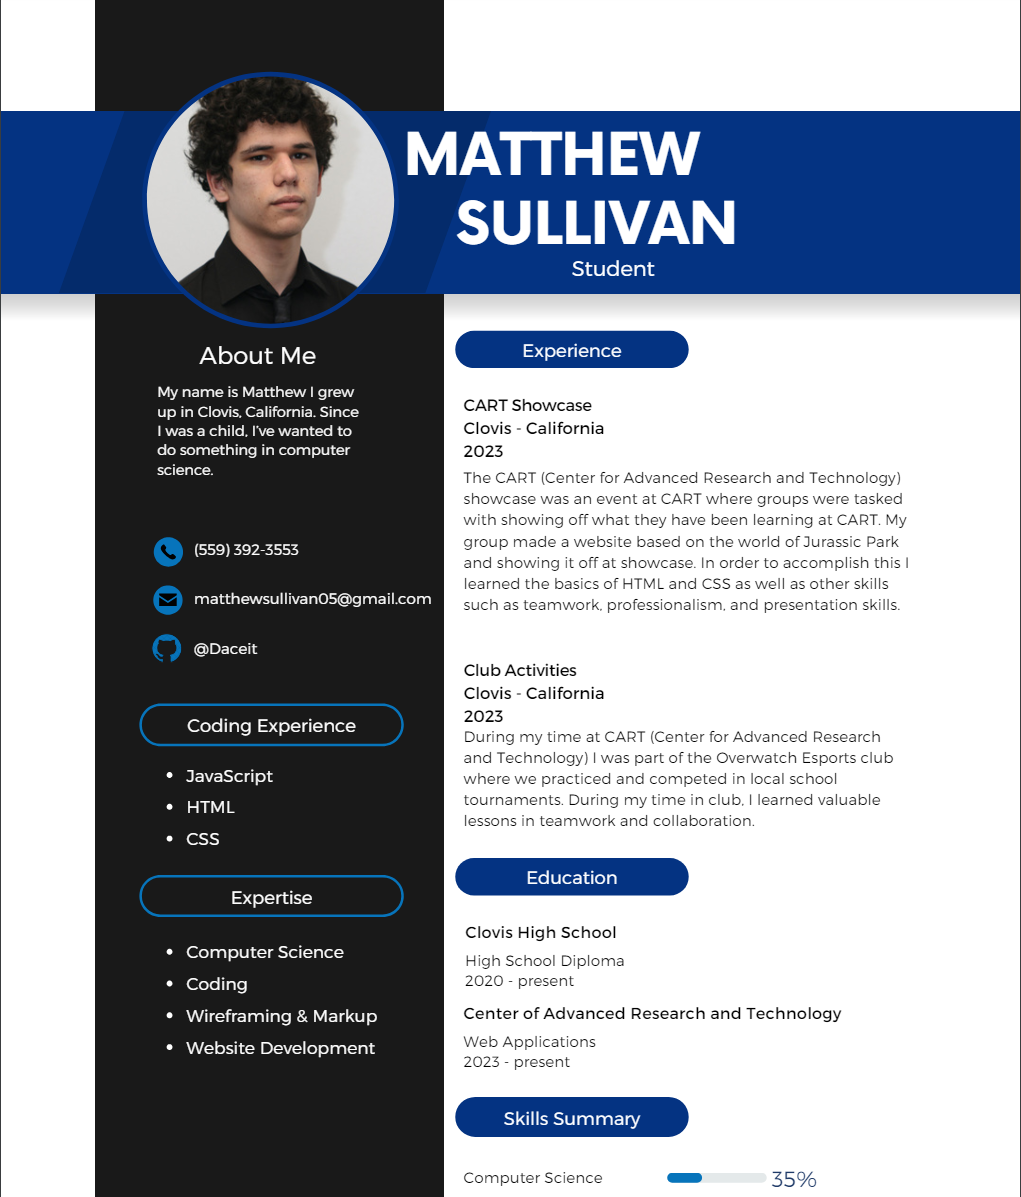 MATTHEW
SULLIVAN
Student
About Me
My name is Matthew I grew
up in Clovis, California. Since
I was a child, I've wanted to
do something in computer
science.
(559) 392-3553
matthewsullivan05@gmail.com
@Daceit
Coding Experience
• JavaScript
• HTML
• CSS
Expertise
• Computer Science
• Coding
• Wireframing & Markup
• Website Development
Experience
CART Showcase
Clovis - California
2023
The CART (Center for Advanced Research and Technology)
showcase was an event at CART where groups were tasked
with showing off what they have been learning at CART. My
group made a website based on the world of Jurassic Park
and showing it off at showcase. In order to accomplish this I
learned the basics of HTML and CSS as well as other skills
such as teamwork, professionalism, and presentation skills.
Club Activities
Clovis - California
2023
During my time at CART (Center for Advanced Research
and Technology) I was part of the Overwatch Esports club
where we practiced and competed in local school
tournaments. During my time in club, I learned valuable
lessons in teamwork and collaboration.
Education
Clovis High School
High School Diploma
2020 - present
Center of Advanced Research and Technology
Web Applications
2023 - present
Skills Summary
Computer Science 35%